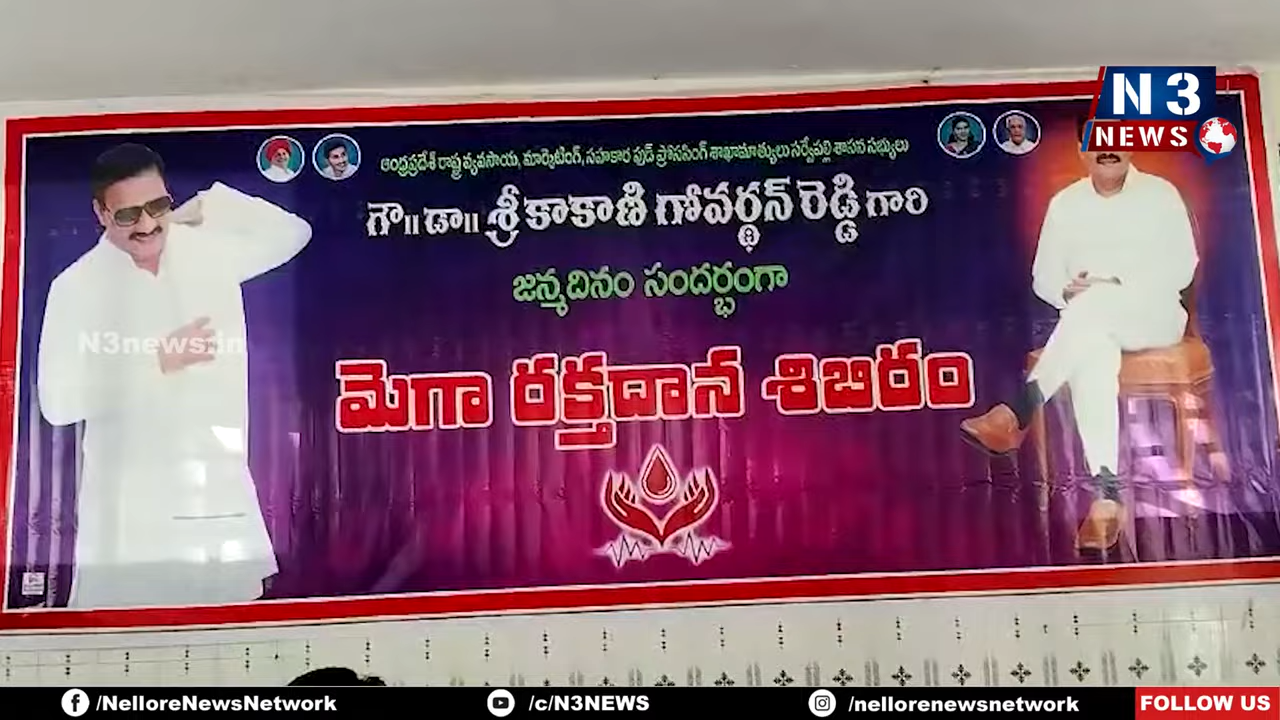 N3
NEWS
ఆంధ్రప్రదేశ్ రాష్ట్ర వ్యవసాయ, మార్కెటింగ్, సహకార ఫుడ్ ప్రాసెసింగ్ శాఖామాత్యులు సర్వేపల్లి శాసన సభ్యులు
గౌ|| డా|| శ్రీ కాకాణి గోవర్థన్ రెడ్డి గారి
జన్మదినం సందర్భంగా
N3news.in
మెగా రక్తదాన శిబిరం
/NelloreNewsNetwork /c/N3NEWS /nellorenewsnetwork FOLLOW US